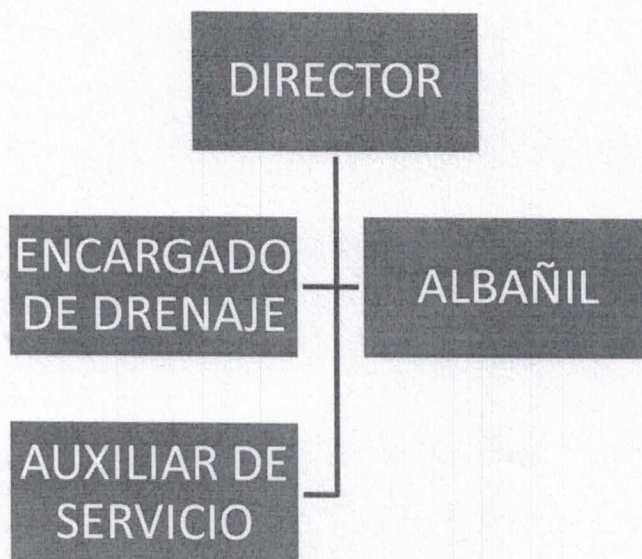 DIRECTOR
ENCARGADO
DE DRENAJE
ALBAÑIL
AUXILIAR DE
SERVICIO